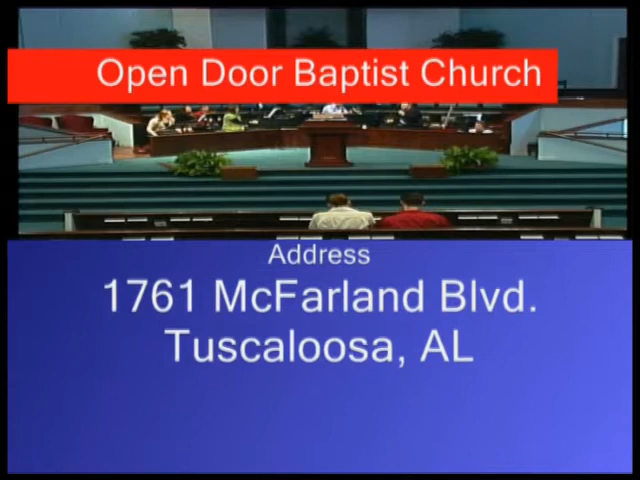 Open Door Baptist Church
Address
1761 McFarland Blvd.
Tuscaloosa, AL